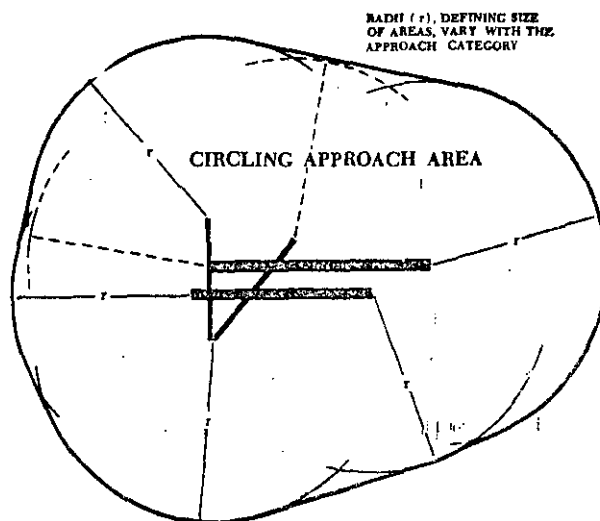 RADII (r), DEFINING SIZE
OF AREAS, VARY WITH THE
APPROACH CATEGORY
r
CIRCLING APPROACH AREA
r
r
r
r